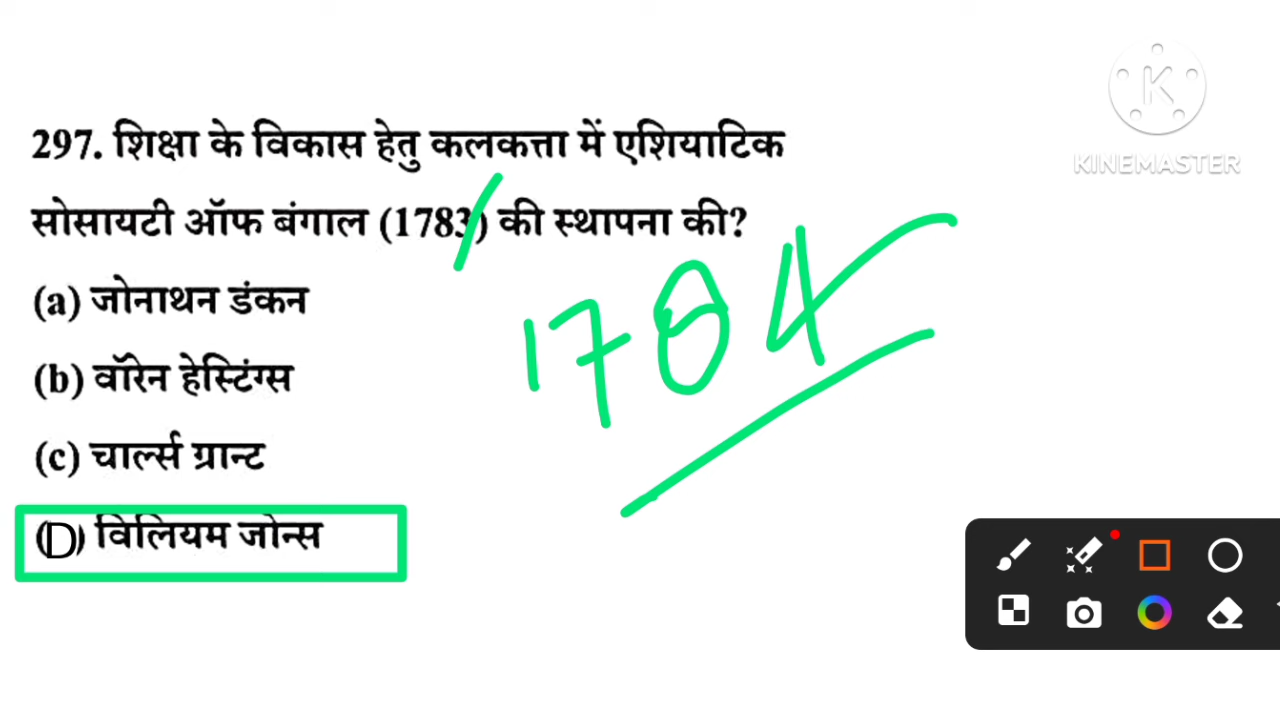 KINEMASTER
297. शिक्षा के विकास हेतु कलकत्ता में एशियाटिक
सोसायटी ऑफ बंगाल (1783) की स्थापना की?
1784
(a) जोनाथन डंकन
(b) वॉरेन हेस्टिंग्स
(c) चार्ल्स ग्रान्ट
(D) विलियम जोन्स